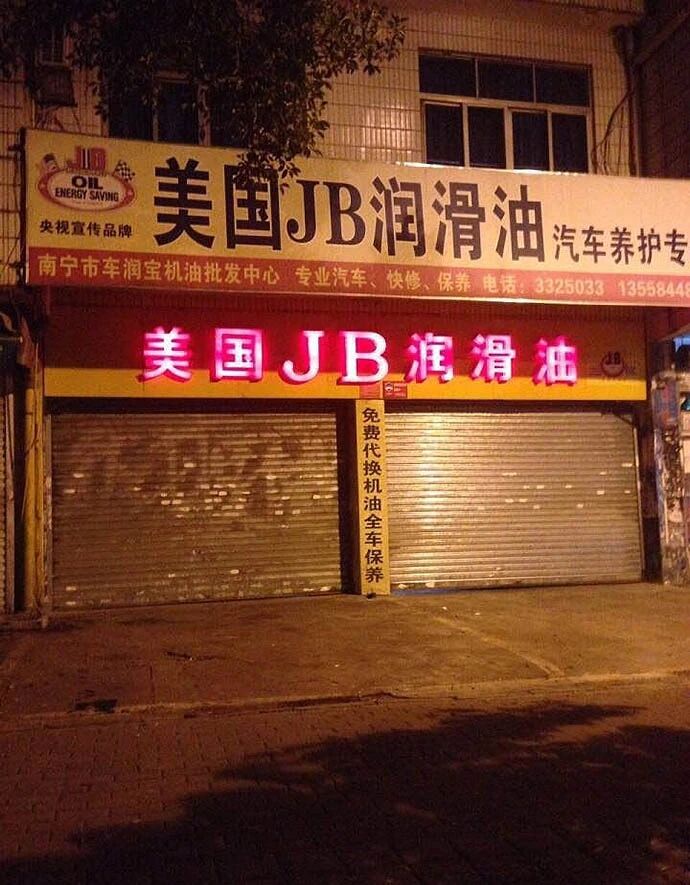 JB
OIL
ENERGY SAVING
央视宣传品牌
美国JB润滑油 汽车养护专
南宁市车润宝机油批发中心 专业汽车、快修、保养 电话：3325033 13558448
美国JB润滑油
JB
免费代换机油全车保养